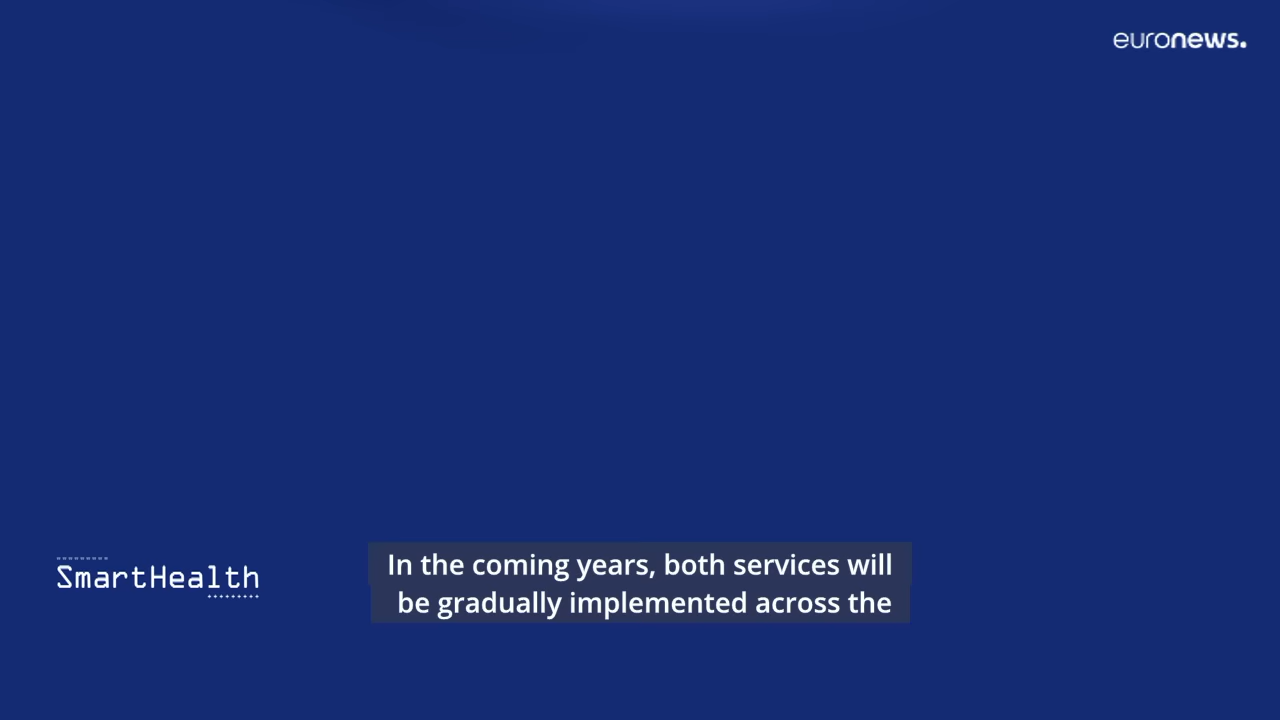 euronews.
SmartHealth
In the coming years, both services will
be gradually implemented across the